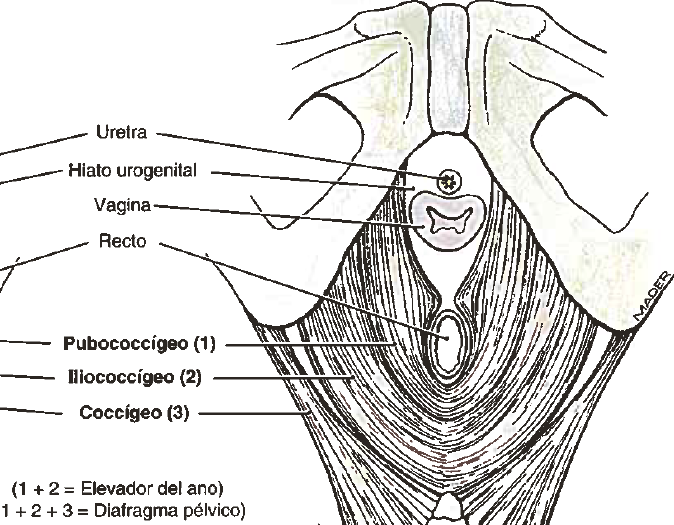 Uretra
Hiato urogenital
Vagina
Recto
MADER
Pubococcígeo (1)
Iliococcígeo (2)
Coccígeo (3)
(1 + 2 = Elevador del ano)
1 + 2 + 3 = Diafragma pélvico)